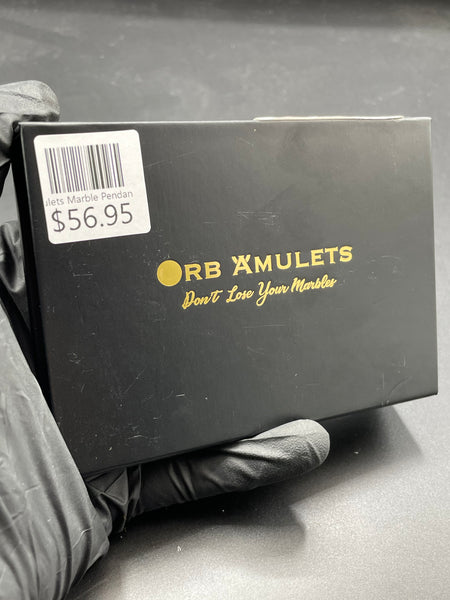 ulets Marble Pendan
$56.95
ORB AMULETS
Don't Lose Your Marbles